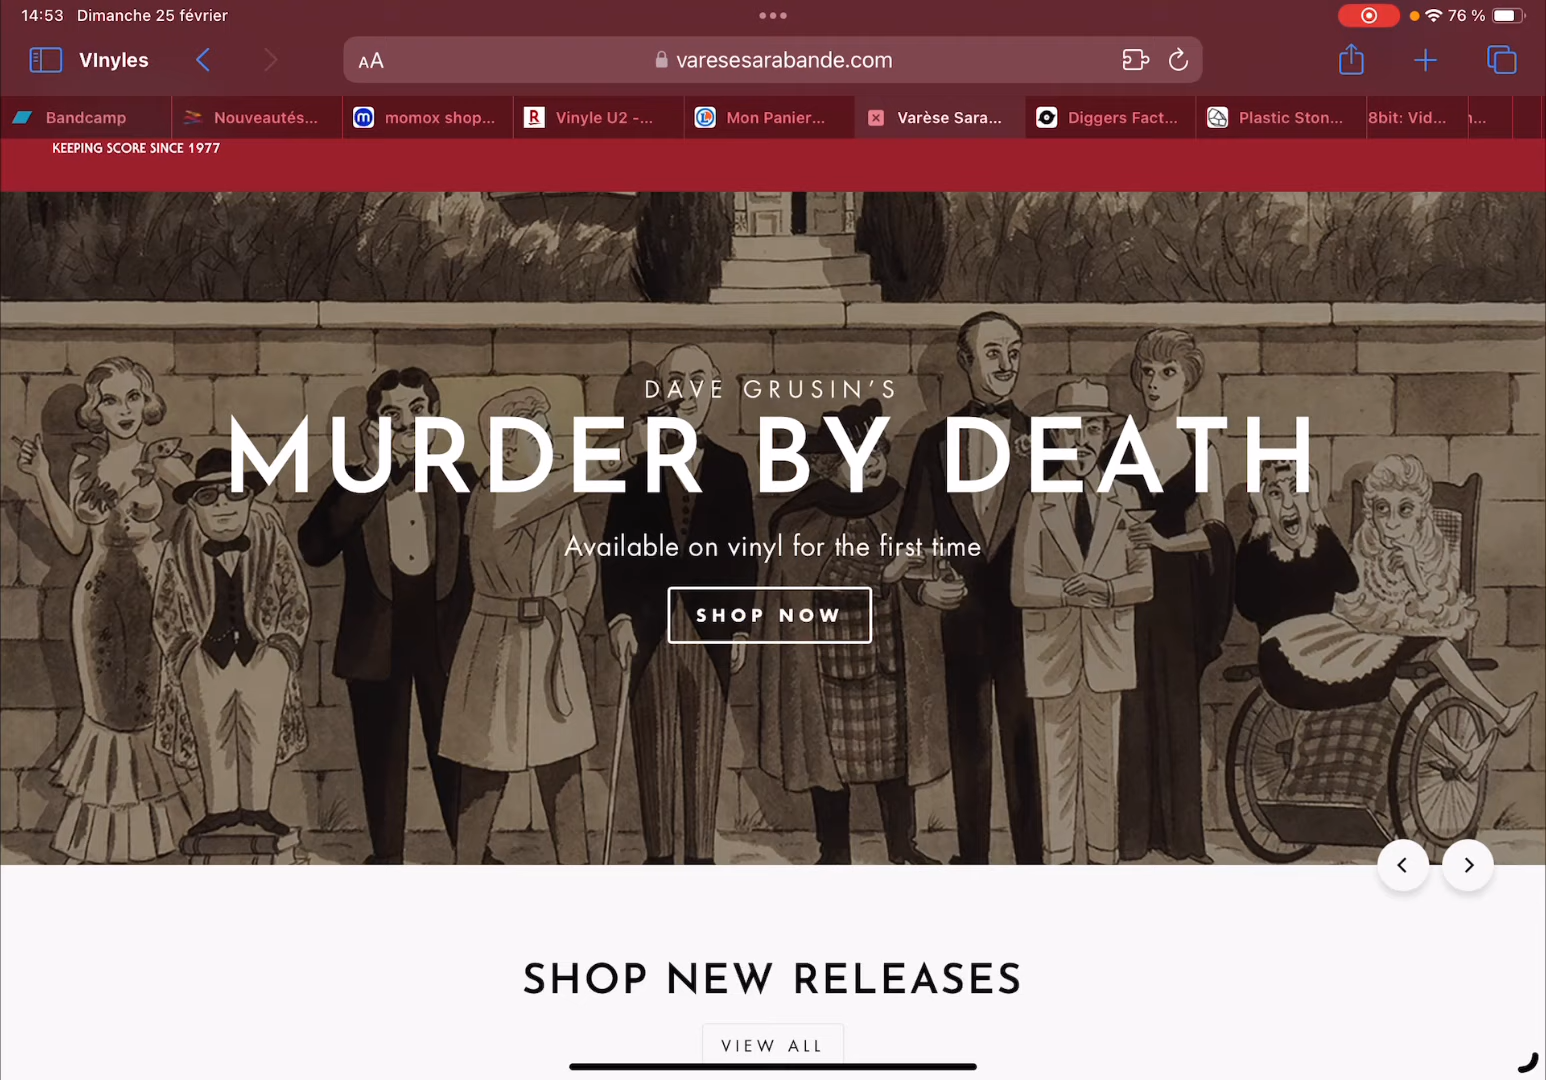 14:53 Dimanche 25 février
76 %
VInyles
AA
varesesarabande.com
Bandcamp
Nouveautés...
momox shop...
Vinyle U2 -...
Mon Panier...
Varèse Sara...
Diggers Fact...
Plastic Ston...
8bit: Vid...
KEEPING SCORE SINCE 1977
DAVE GRUSIN'S
MURDER BY DEATH
Available on vinyl for the first time
SHOP NOW
SHOP NEW RELEASES
VIEW ALL